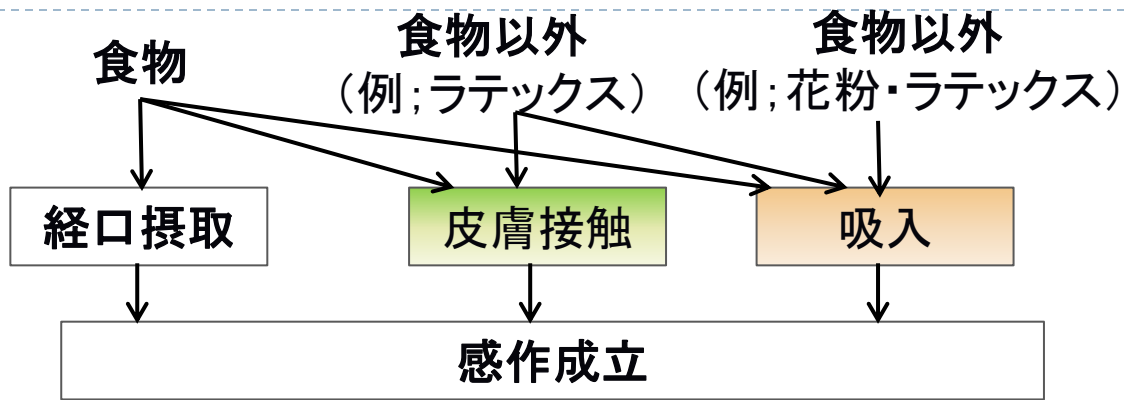 食物
食物以外
（例;ラテックス）
食物以外
（例;花粉・ラテックス）
経口摂取
皮膚接触
吸入
感作成立